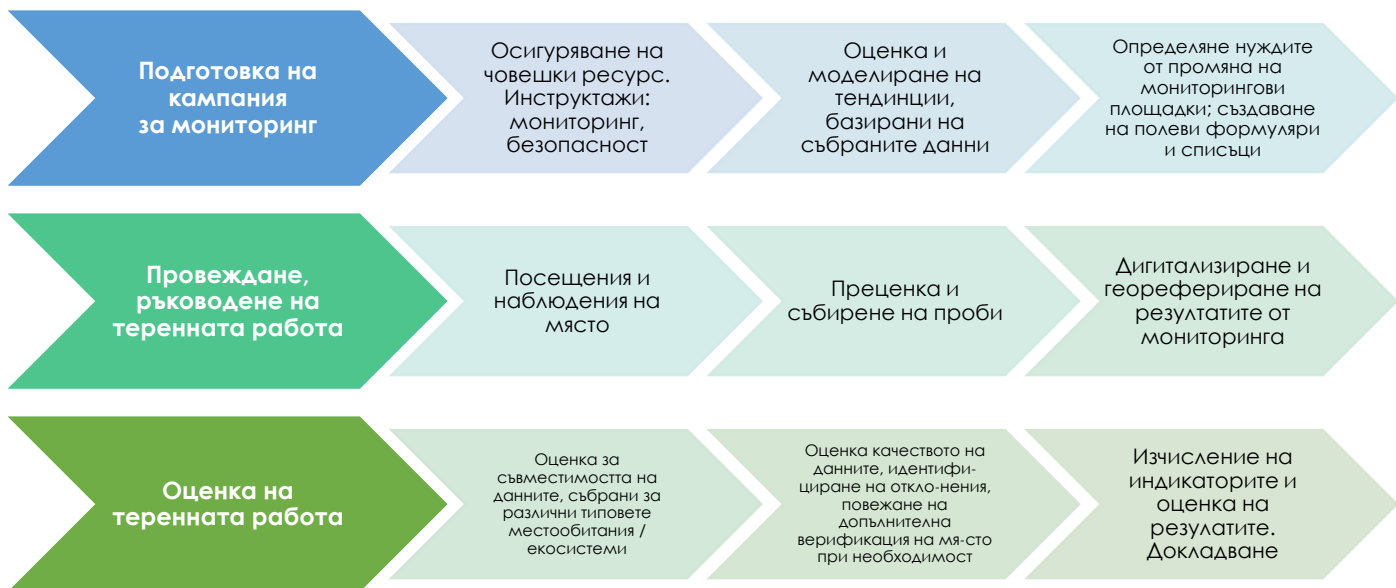 Подготовка на
кампания
за мониторинг
Осигуряване на
човешки ресурс.
Инструктажи:
мониторинг,
безопасност
Оценка и
моделиране на
тенденции,
базирани на
събраните данни
Определяне нуждите
от промяна на
мониторингови
площадки; създаване
на полеви формуляри
и списъци
Провеждане,
ръководене на
теренната работа
Посещения и
наблюдения на
място
Преценка и
събирене на проби
Дигитализиране и
георефериране на
резултатите от
мониторинга
Оценка на
теренната работа
Оценка за
съвместимостта на
данните, събрани за
различни типовете
местообитания /
екосистеми
Оценка качеството на
данните, идентифи-
циране на откло-нения,
повежане на
допълнителна
верификация на мя-сто
при необходимост
Изчисление на
индикаторите и
оценка на
резулатите.
Докладване